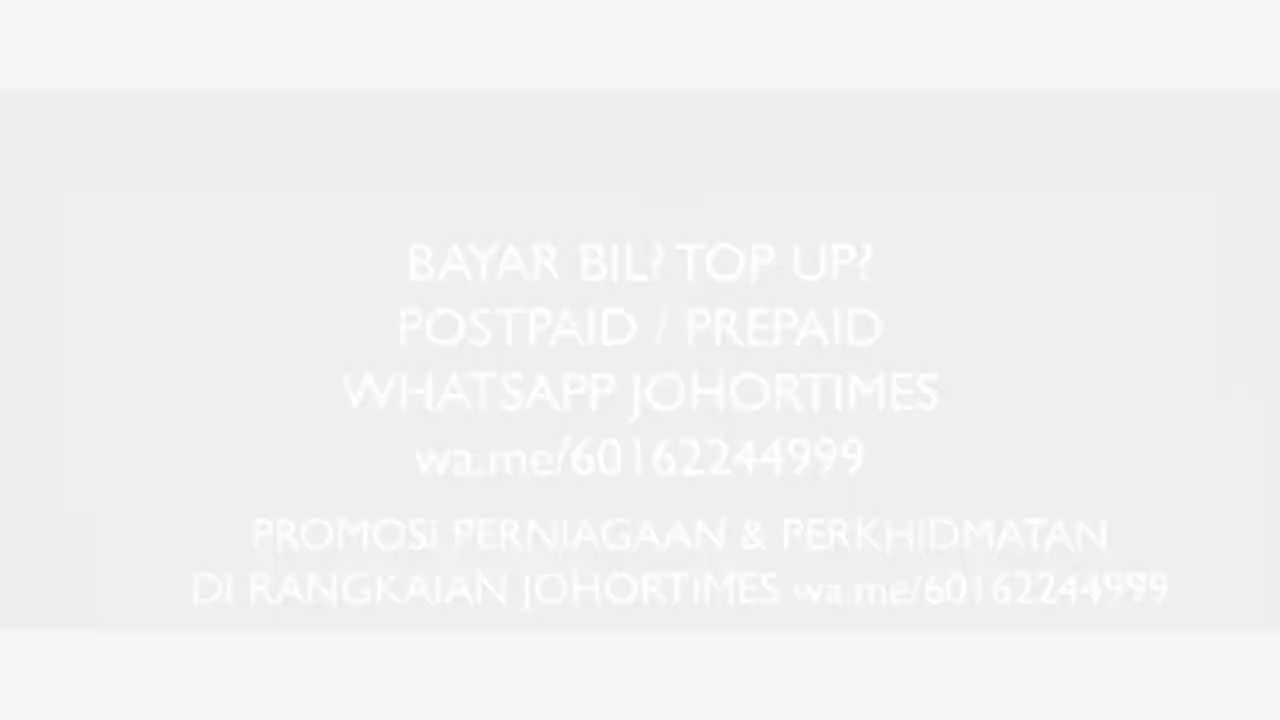 BAYAR BIL? TOP UP?
POSTPAID / PREPAID
WHATSAPP JOHORTIMES
wa.me/60162244999
PROMOSI PERNIAGAAN & PERKHIDMATAN
DI RANGKAIAN JOHORTIMES wa.me/60162244999